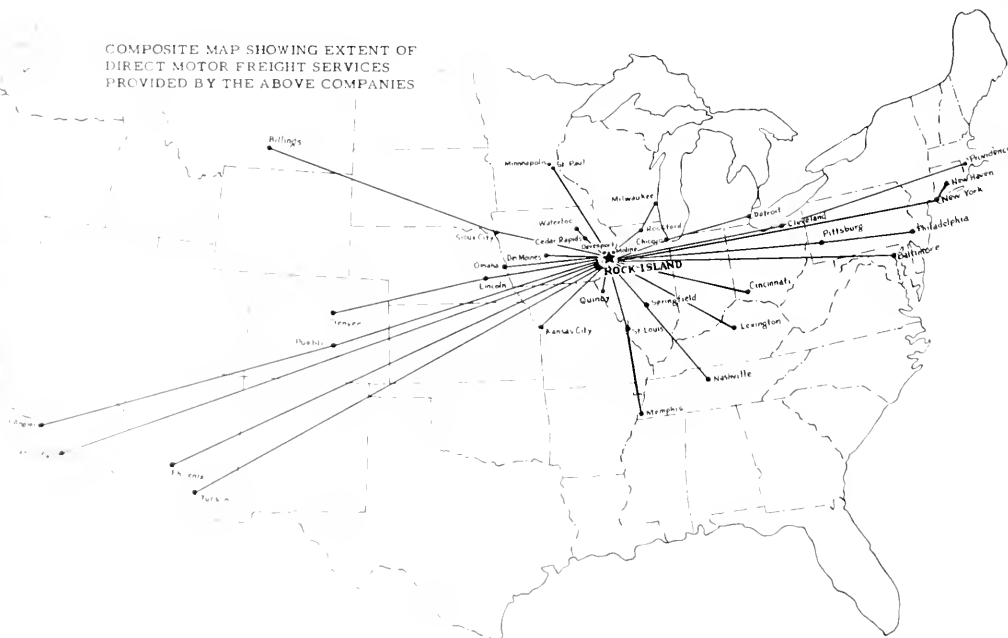 COMPOSITE MAP SHOWING EXTENT OF
DIRECT MOTOR FREIGHT SERVICES
PROVIDED BY THE ABOVE COMPANIES
Billings
Minneapolis
St Paul
Providence
New Haven
New York
Milwaukee
Detroit
Waterloo
Rockford
Cleveland
Philadelphia
Sioux City
Cedar Rapids
Chicago
Pittsburg
Davenport
Moline
Des Moines
Baltimore
Omaha
ROCK ISLAND
Lincoln
Cincinnati
Quincy
Springfield
Denver
Kansas City
St Louis
Lexington
Pueblo
Nashville
Memphis
Phoenix
Tucson